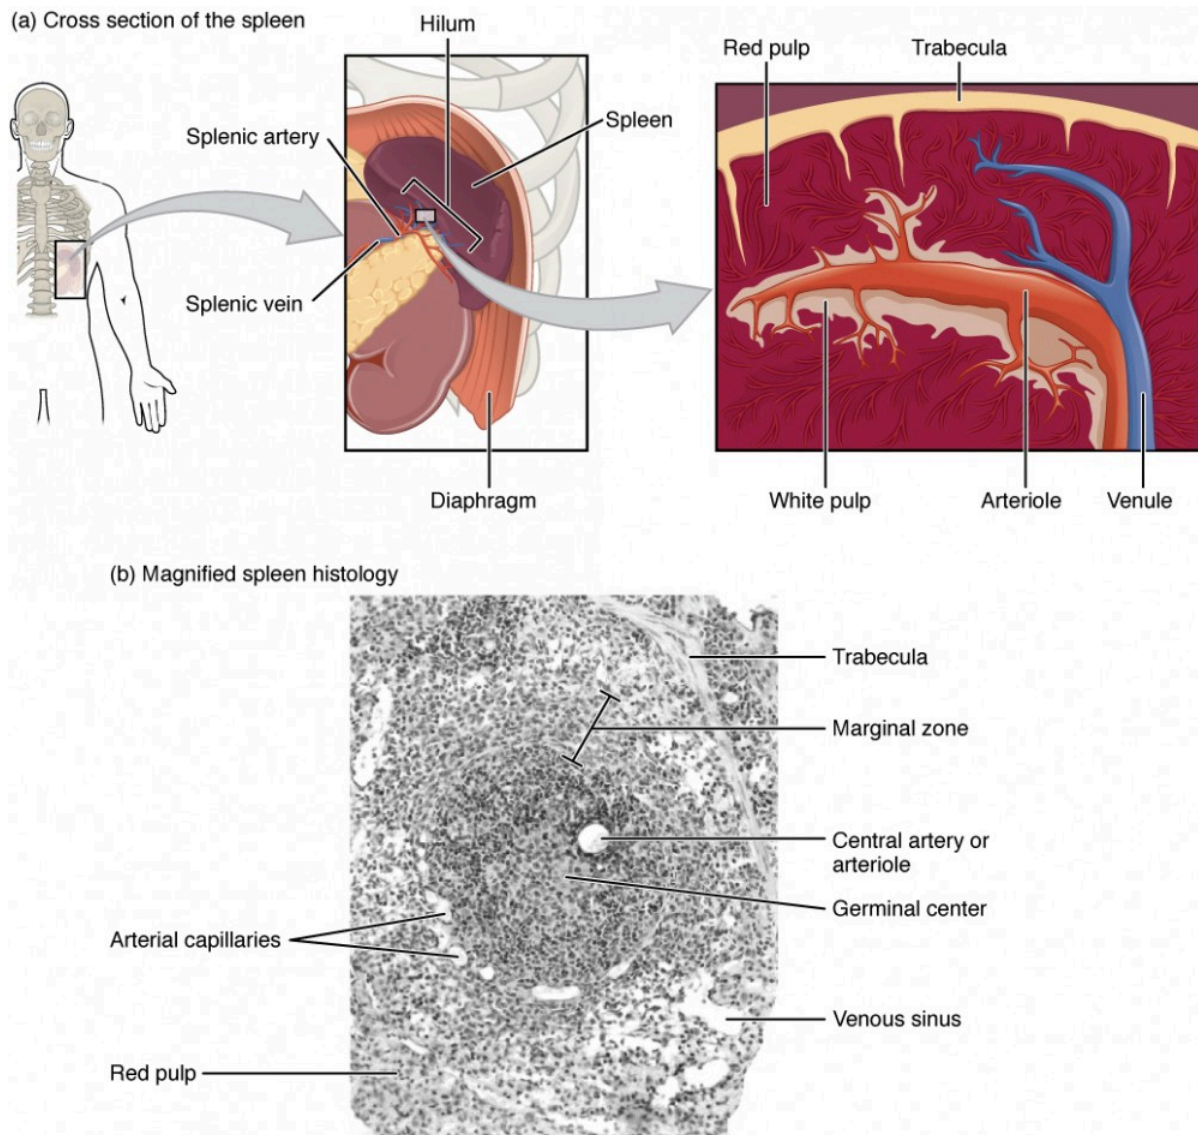 (a) Cross section of the spleen
Hilum
Red pulp
Trabecula
Splenic artery
Spleen
Splenic vein
Diaphragm
White pulp
Arteriole
Venule
(b) Magnified spleen histology
Trabecula
Marginal zone
Central artery or
arteriole
Germinal center
Arterial capillaries
Venous sinus
Red pulp